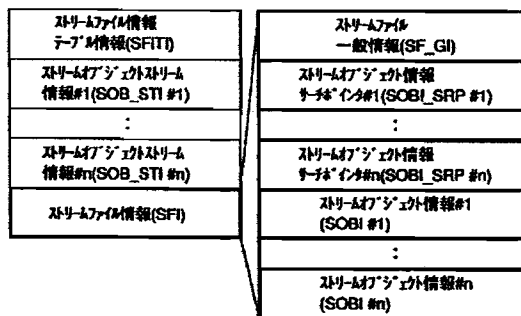 ストリームファイル情報
テーブル情報(SFITI)
ストリームオブジェクトストリーム
情報#1(SOB_STI #1)
:
ストリームオブジェクトストリーム
情報#n(SOB_STI #n)
ストリームファイル情報(SFI)
ストリームファイル
一般情報(SF_GI)
ストリームオブジェクト情報
サーチポインタ#1(SOBI_SRP #1)
:
ストリームオブジェクト情報
サーチポインタ#n(SOBI_SRP #n)
ストリームオブジェクト情報#1
(SOBI #1)
:
ストリームオブジェクト情報#n
(SOBI #n)